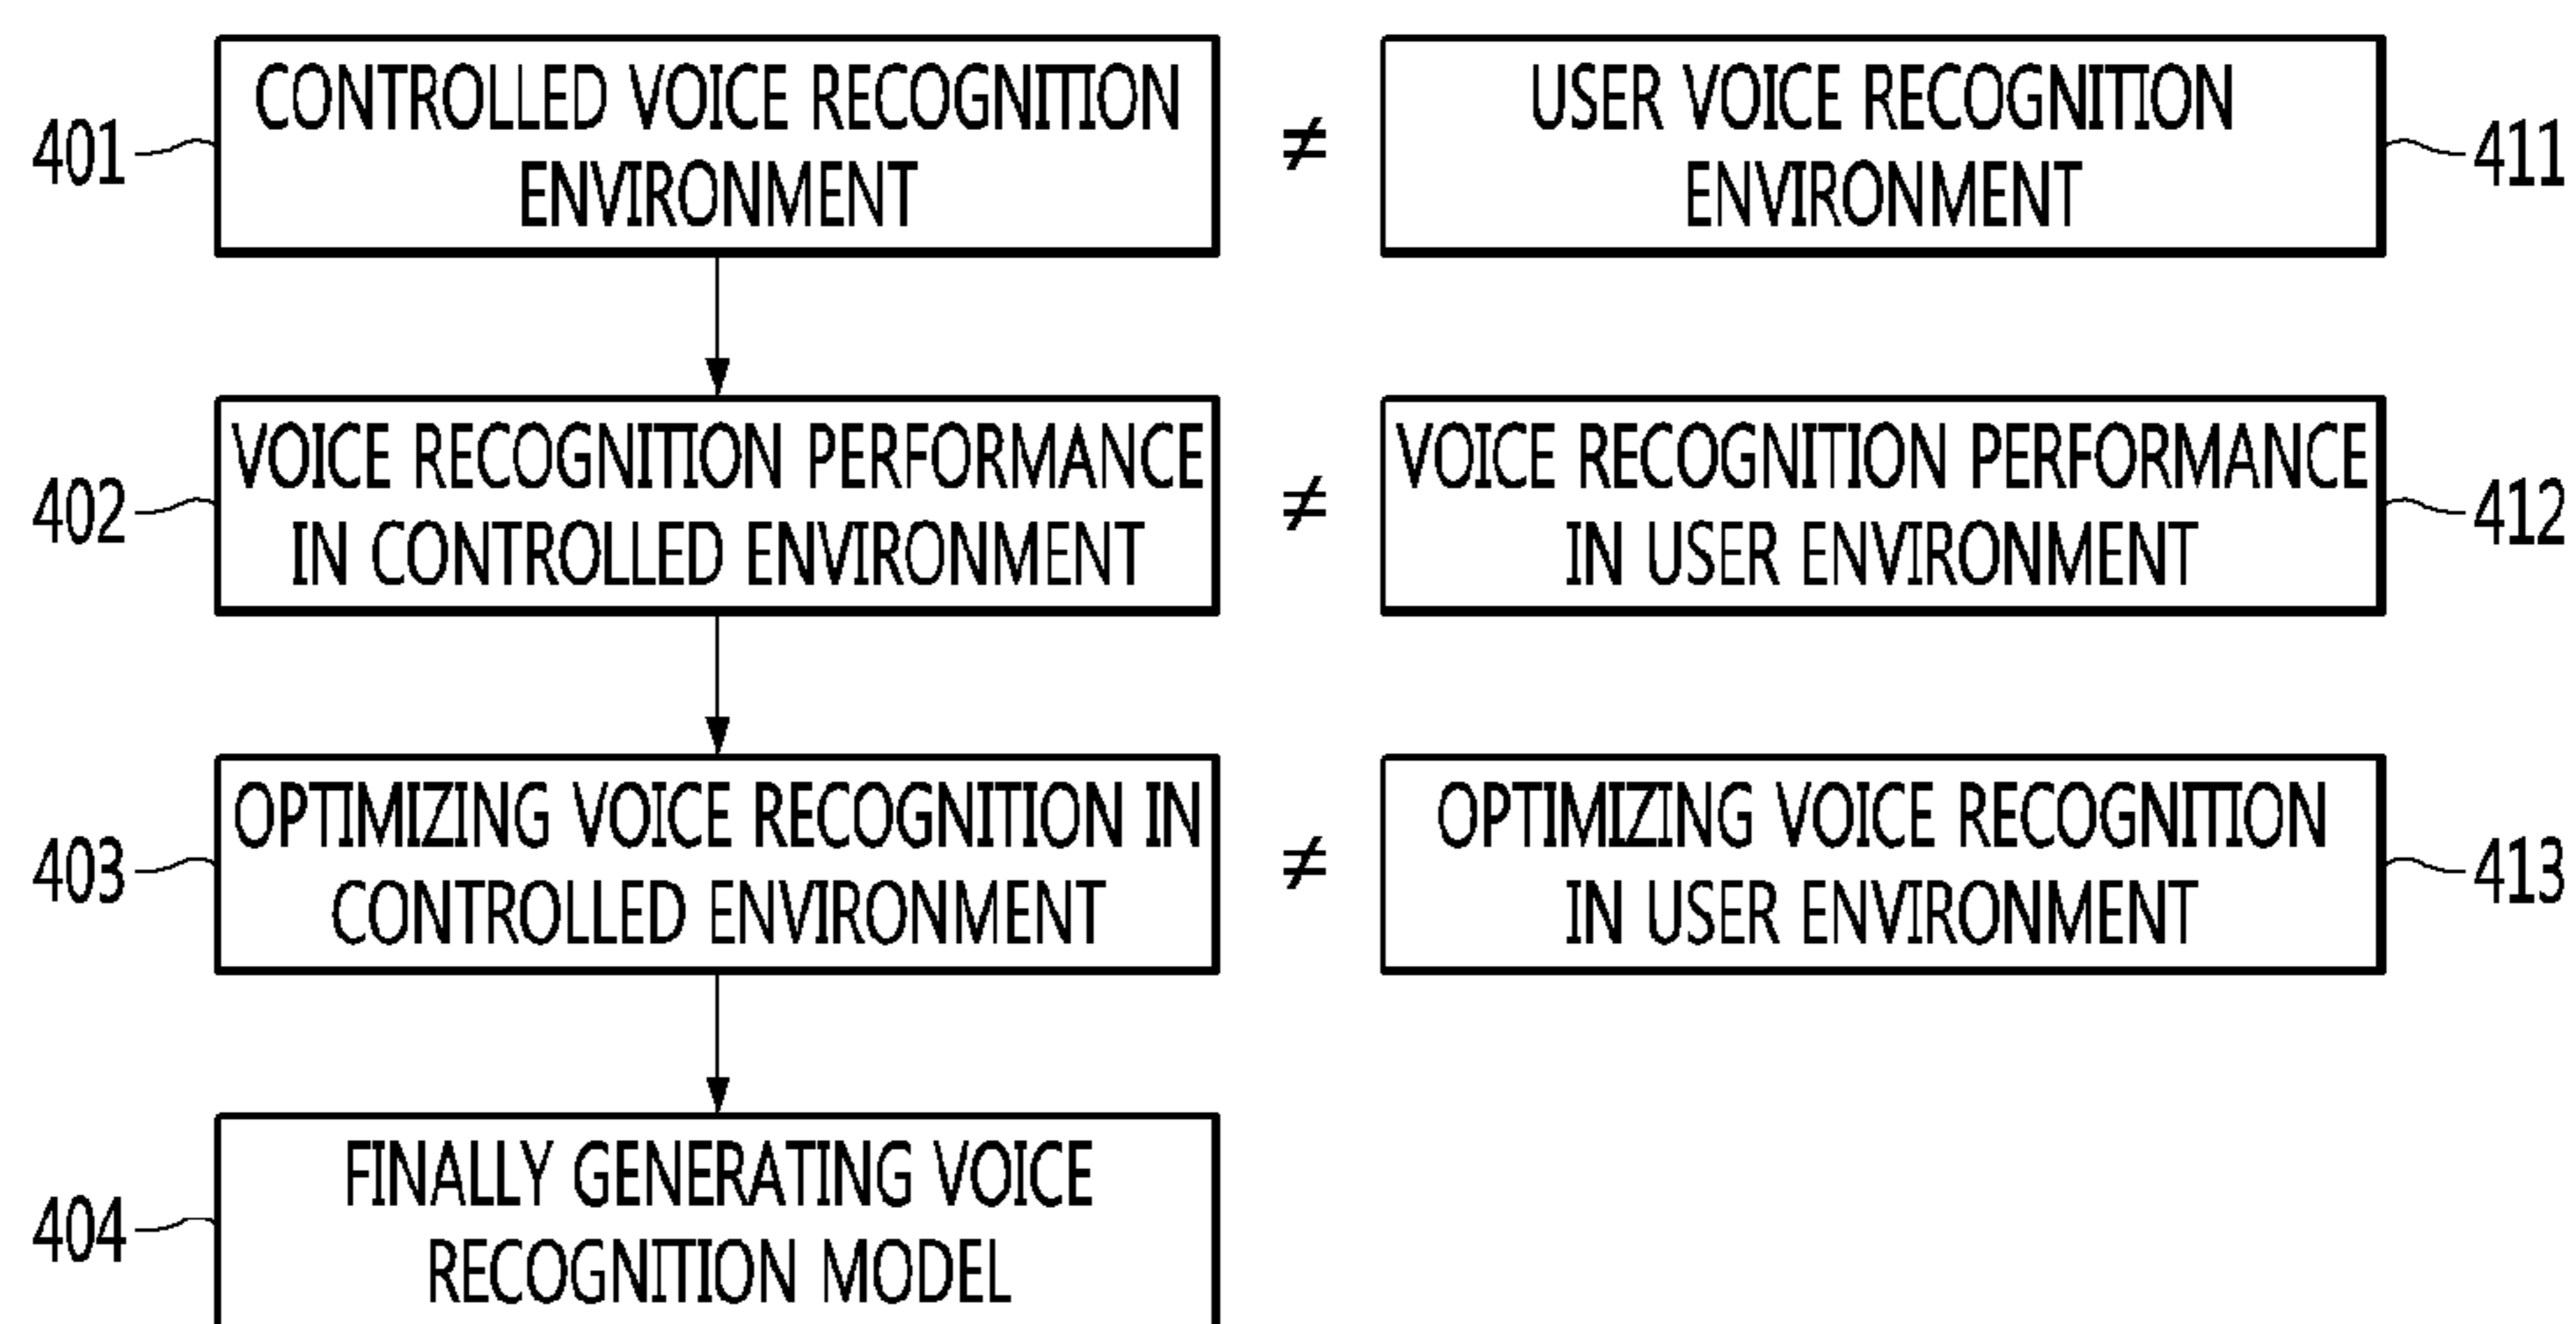 401
CONTROLLED VOICE RECOGNITION
ENVIRONMENT
≠
USER VOICE RECOGNITION
ENVIRONMENT
411
402
VOICE RECOGNITION PERFORMANCE
IN CONTROLLED ENVIRONMENT
≠
VOICE RECOGNITION PERFORMANCE
IN USER ENVIRONMENT
412
403
OPTIMIZING VOICE RECOGNITION IN
CONTROLLED ENVIRONMENT
≠
OPTIMIZING VOICE RECOGNITION
IN USER ENVIRONMENT
413
404
FINALLY GENERATING VOICE
RECOGNITION MODEL